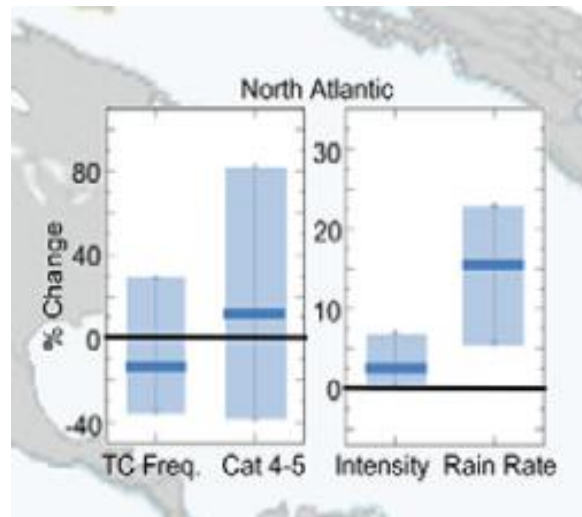 North Atlantic
% Change
80
40
0
-40
TC Freq. Cat 4-5
30
20
10
0
Intensity Rain Rate